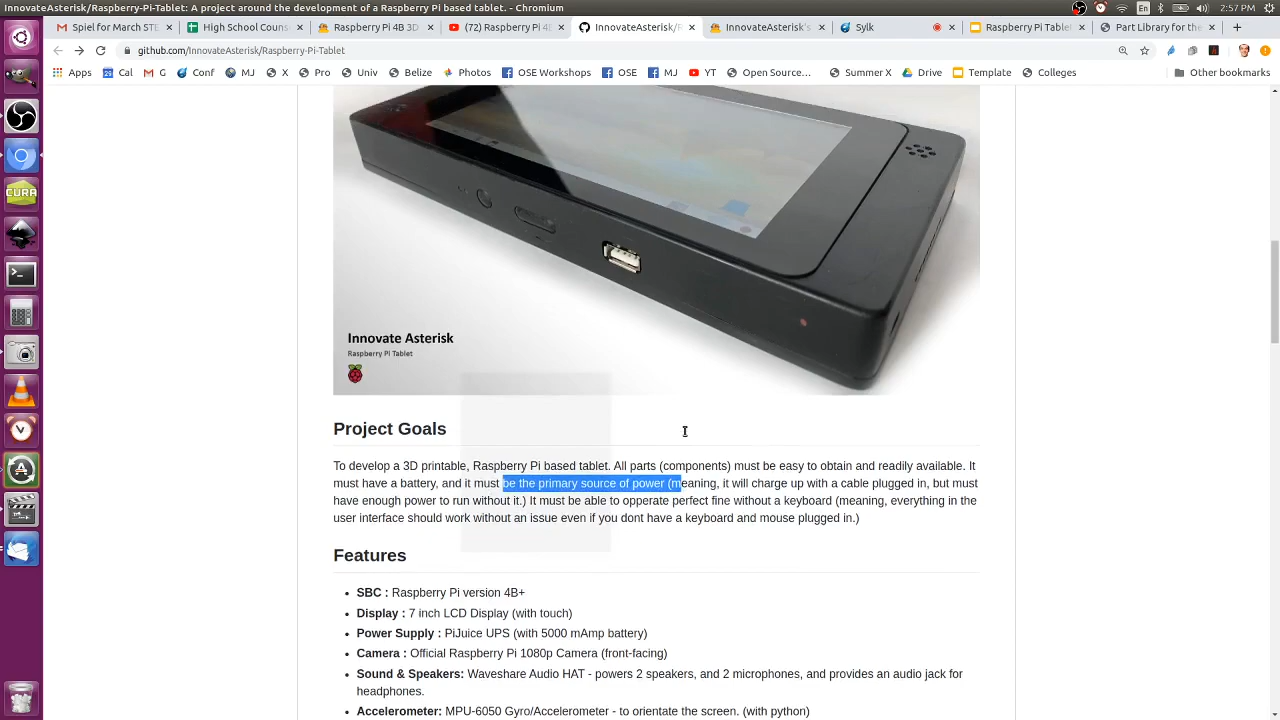 InnovateAsterisk/Raspberry-Pi-Tablet: A project around the development of a Raspberry Pi based tablet. - Chromium
En
2:57 PM
Spiel for March STE
High School Counc
Raspberry Pi 4B 3D
(72) Raspberry Pi 4E
InnovateAsterisk/R
InnovateAsterisk's
Sylk
Raspberry Pi Table
Part Library for the
github.com/InnovateAsterisk/Raspberry-Pi-Tablet
Apps
Cal
G
Conf
MJ
X
Pro
Univ
Belize
Photos
OSE Workshops
OSE
MJ
YT
Open Source...
Summer X
Drive
Template
Colleges
Other bookmarks
CURA
Innovate Asterisk
Raspberry Pi Tablet
Project Goals
To develop a 3D printable, Raspberry Pi based tablet. All parts (components) must be easy to obtain and readily available. It
must have a battery, and it must be the primary source of power (meaning, it will charge up with a cable plugged in, but must
have enough power to run without it.) It must be able to opperate perfect fine without a keyboard (meaning, everything in the
user interface should work without an issue even if you dont have a keyboard and mouse plugged in.)
Features
• SBC : Raspberry Pi version 4B+
• Display : 7 inch LCD Display (with touch)
• Power Supply : PiJuice UPS (with 5000 mAmp battery)
• Camera : Official Raspberry Pi 1080p Camera (front-facing)
• Sound & Speakers: Waveshare Audio HAT - powers 2 speakers, and 2 microphones, and provides an audio jack for
headphones.
• Accelerometer: MPU-6050 Gyro/Accelerometer - to orientate the screen. (with python)